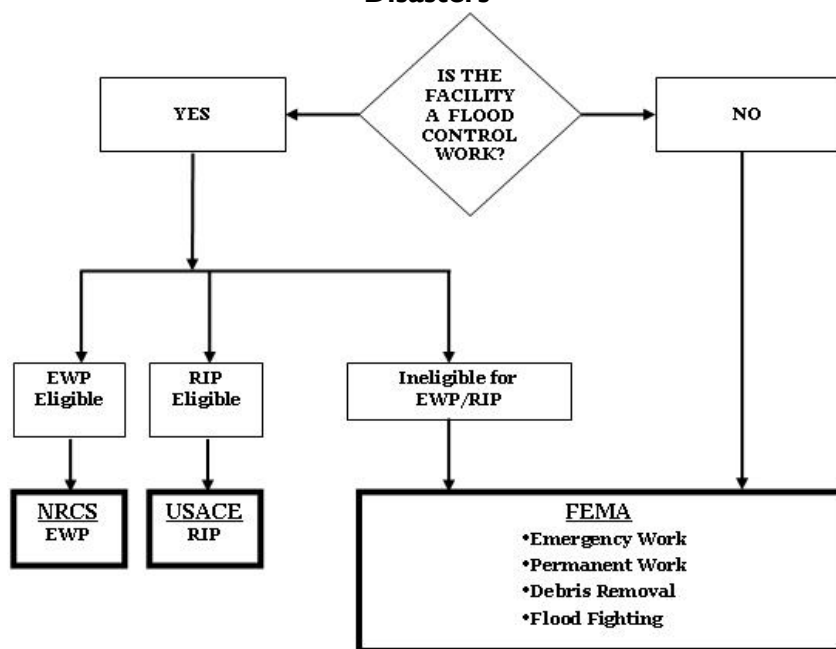 Disasters
IS THE
FACILITY
A FLOOD
CONTROL
WORK?
YES
NO
EWP
Eligible
RIP
Eligible
Ineligible for
EWP/RIP
NRCS
EWP
USACE
RIP
FEMA
•Emergency Work
•Permanent Work
•Debris Removal
•Flood Fighting